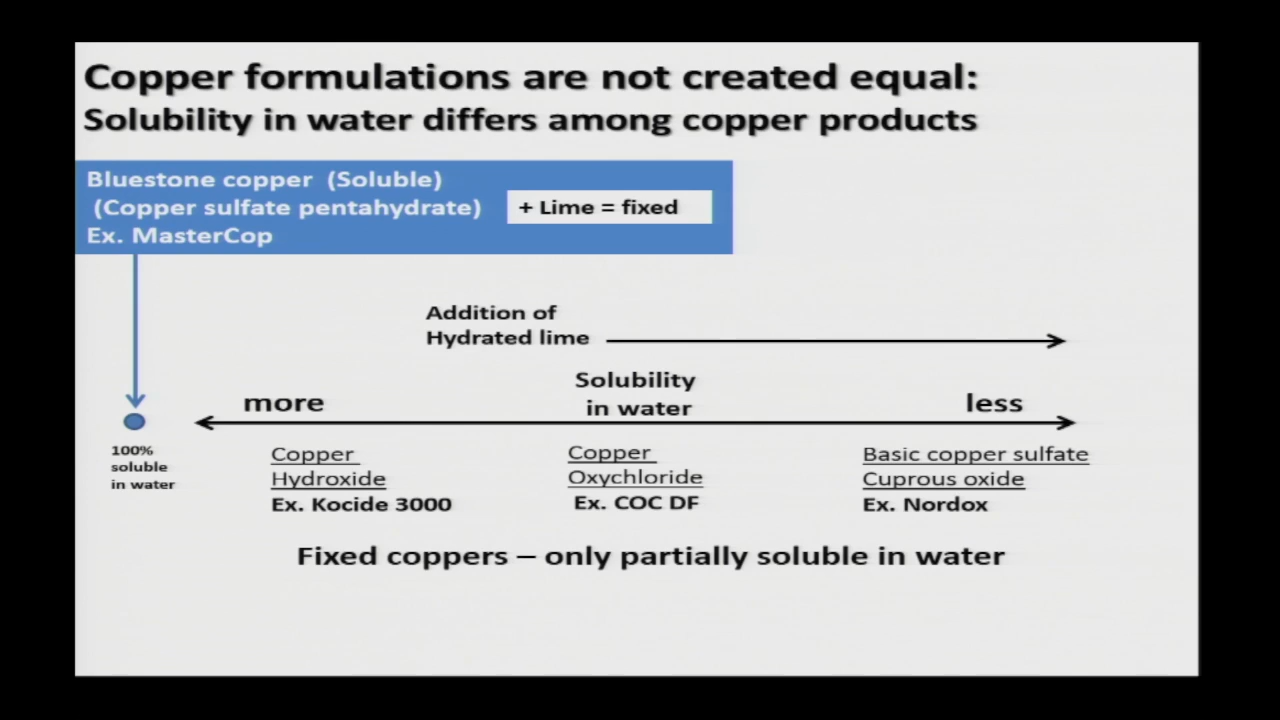 Copper formulations are not created equal:
Solubility in water differs among copper products
Bluestone copper (Soluble)
(Copper sulfate pentahydrate)
+ Lime = fixed
Ex. MasterCop
Addition of
Hydrated lime
Solubility
in water
more
less
100%
soluble
in water
Copper
Hydroxide
Ex. Kocide 3000
Copper
Oxychloride
Ex. COC DF
Basic copper sulfate
Cuprous oxide
Ex. Nordox
Fixed coppers – only partially soluble in water